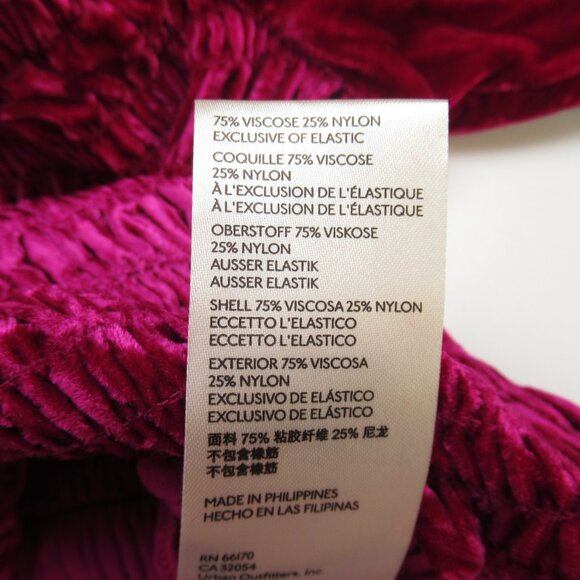 75% VISCOSE 25% NYLON
EXCLUSIVE OF ELASTIC
COQUILLE 75% VISCOSE
25% NYLON
À L'EXCLUSION DE L'ÉLASTIQUE
À L'EXCLUSION DE L'ÉLASTIQUE
OBERSTOFF 75% VISKOSE
25% NYLON
AUSSER ELASTIK
AUSSER ELASTIK
SHELL 75% VISCOSA 25% NYLON
ECCETTO L'ELASTICO
ECCETTO L'ELASTICO
EXTERIOR 75% VISCOSA
25% NYLON
EXCLUSIVO DE ELÁSTICO
EXCLUSIVO DE ELÁSTICO
面料 75% 粘胶纤维 25% 尼龙
不包含橡筋
不包含橡筋
MADE IN PHILIPPINES
HECHO EN LAS FILIPINAS
RN 66170
CA 32054
Urban Outfitters, Inc